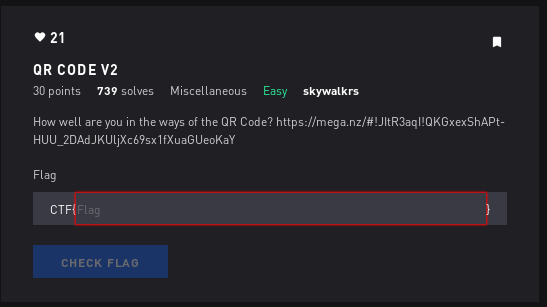 21
QR CODE V2
30 points 739 solves Miscellaneous Easy skywalkrs
How well are you in the ways of the QR Code? https://mega.nz/#!JItR3aqI!QKGxexShAPt-
HUU_2DAdJKUljXc69sx1fXuaGUeoKaY
Flag
CTF{Flag}
CHECK FLAG